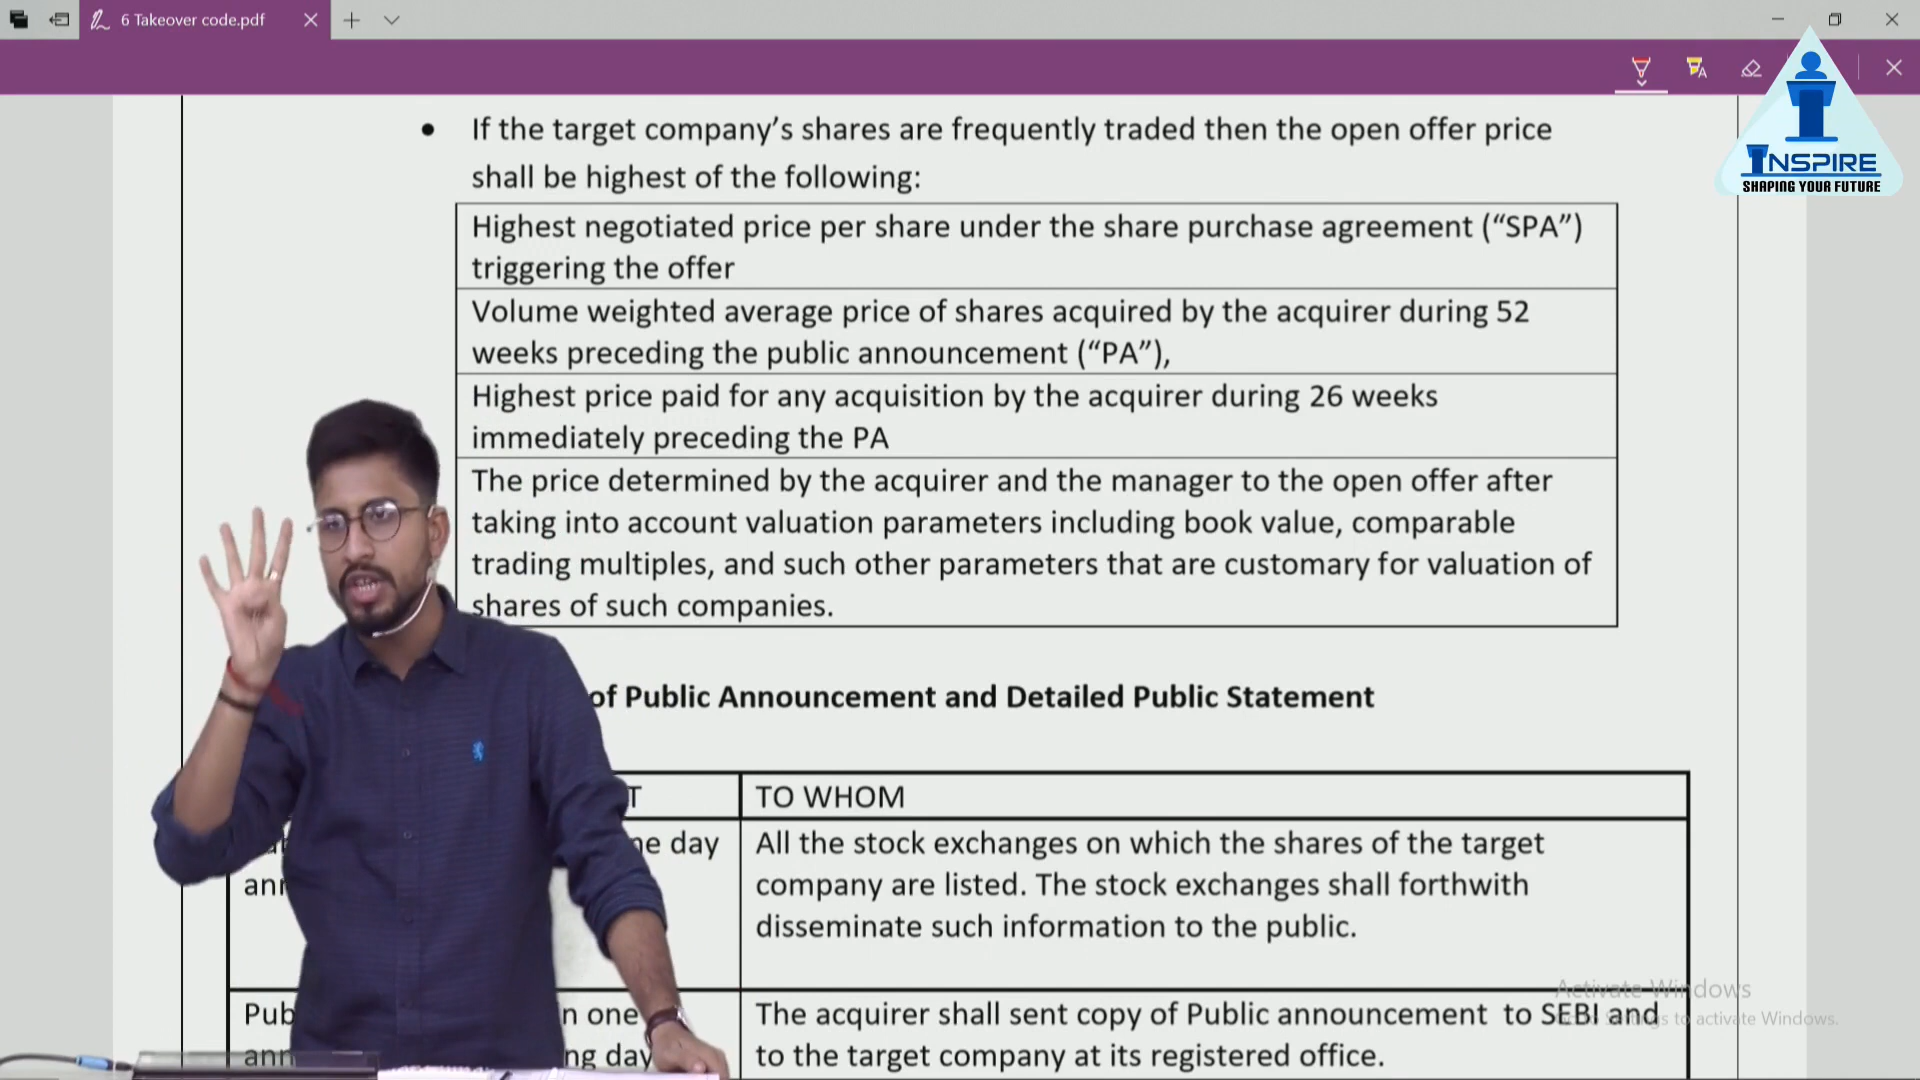 6 Takeover code.pdf
INSPIRE
SHAPING YOUR FUTURE
• If the target company’s shares are frequently traded then the open offer price
shall be highest of the following:
Highest negotiated price per share under the share purchase agreement (“SPA”)
triggering the offer
Volume weighted average price of shares acquired by the acquirer during 52
weeks preceding the public announcement (“PA”),
Highest price paid for any acquisition by the acquirer during 26 weeks
immediately preceding the PA
The price determined by the acquirer and the manager to the open offer after
taking into account valuation parameters including book value, comparable
trading multiples, and such other parameters that are customary for valuation of
shares of such companies.
of Public Announcement and Detailed Public Statement
TO WHOM
day
All the stock exchanges on which the shares of the target
company are listed. The stock exchanges shall forthwith
disseminate such information to the public.
one
The acquirer shall sent copy of Public announcement to SEBI and
day
to the target company at its registered office.
Activate Windows
to activate Windows.